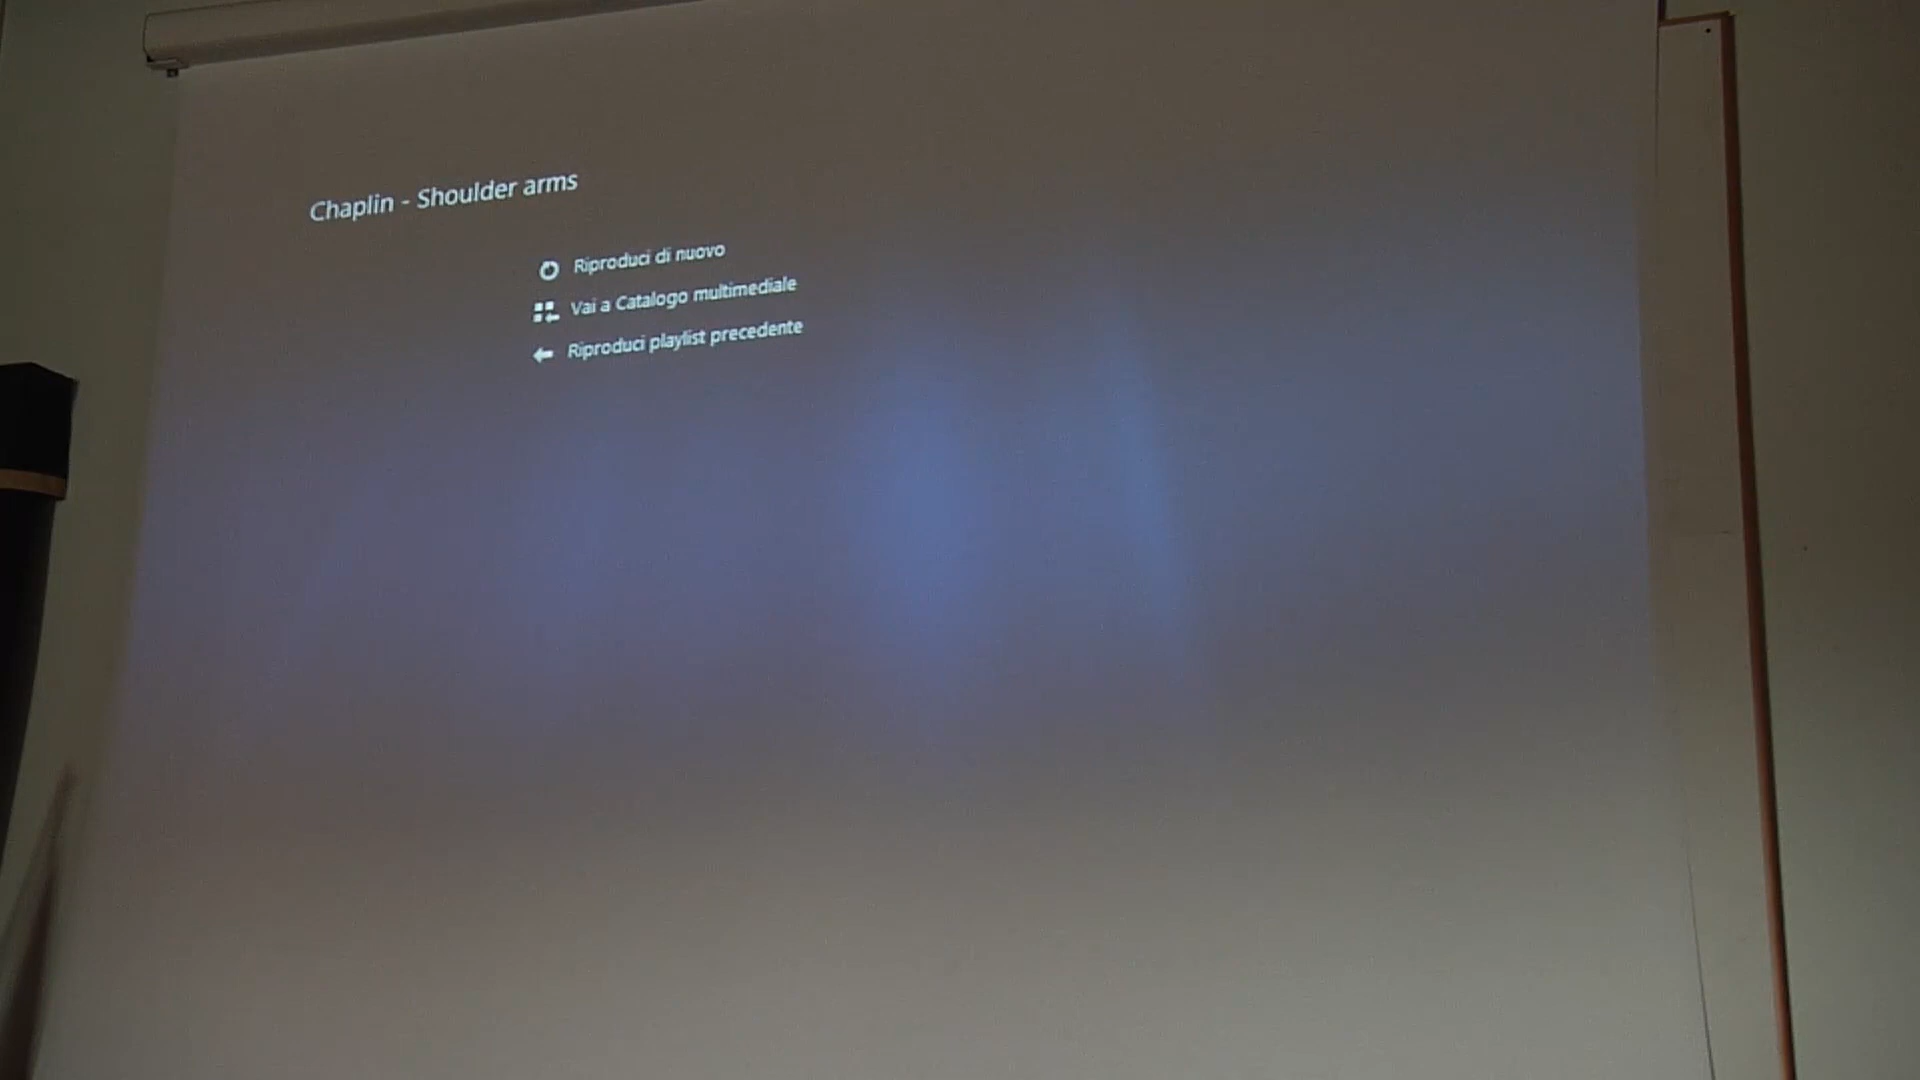 Chaplin - Shoulder arms
Riproduci di nuovo
Vai a Catalogo multimediale
Riproduci playlist precedente